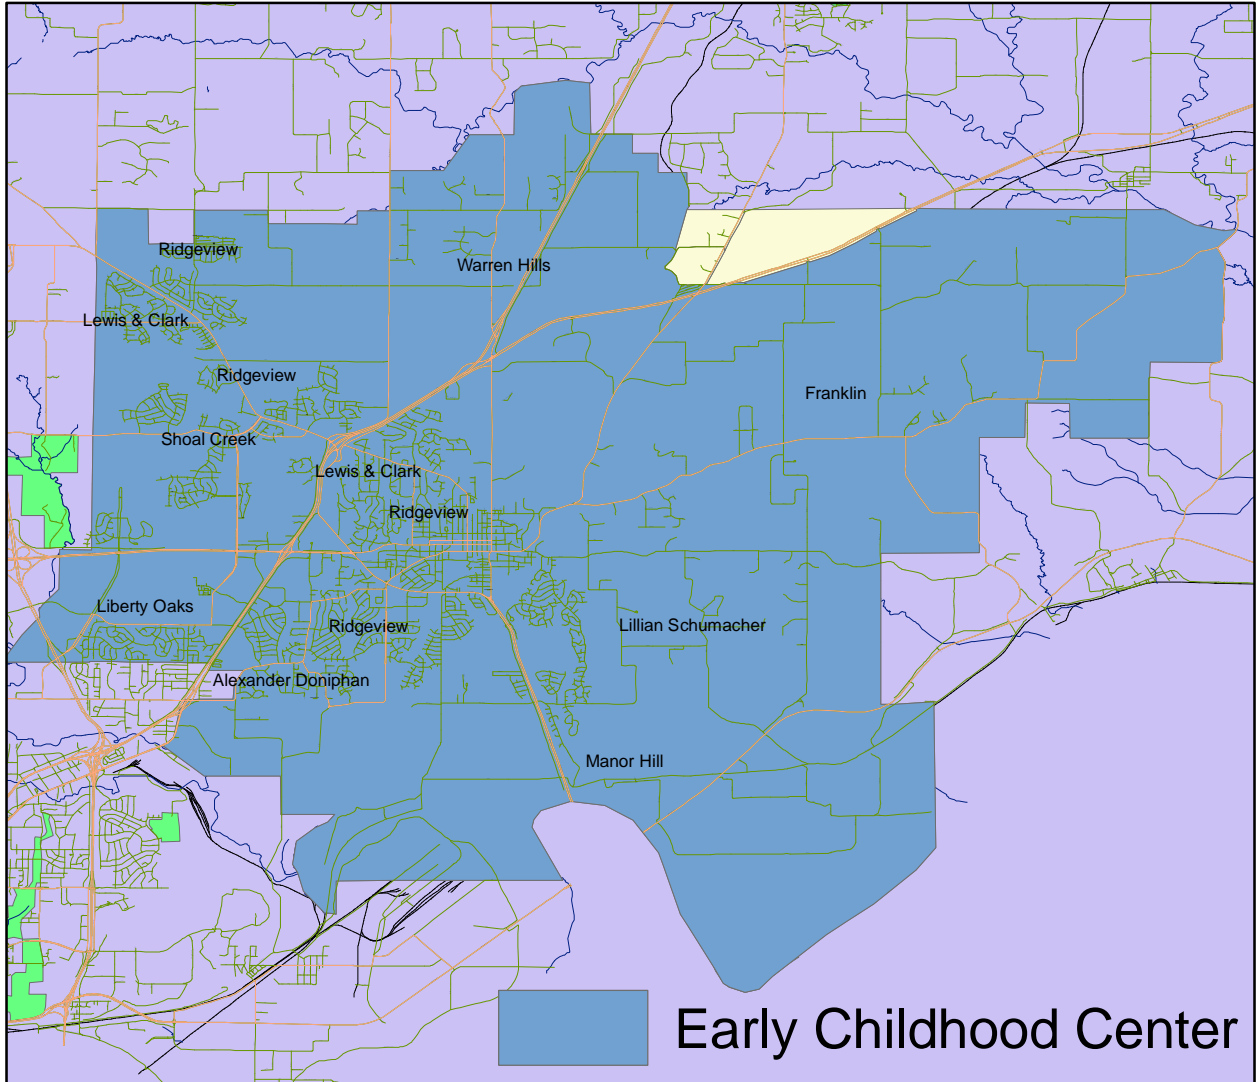 Ridgeview
Warren Hills
Lewis & Clark
Ridgeview
Franklin
Shoal Creek
Lewis & Clark
Ridgeview
Liberty Oaks
Ridgeview
Lillian Schumacher
Alexander Doniphan
Manor Hill
Early Childhood Center